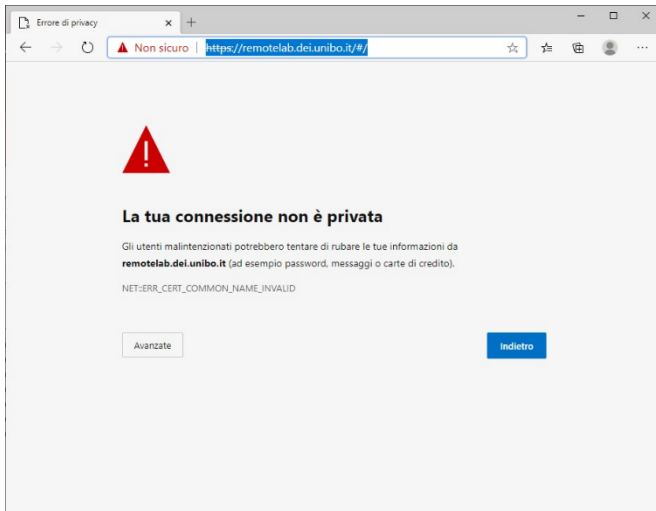 Errore di privacy
Non sicuro https://remotelab.dei.unibo.it/#/
La tua connessione non è privata
Gli utenti malintenzionati potrebbero tentare di rubare le tue informazioni da
remotelab.dei.unibo.it (ad esempio password, messaggi o carte di credito).
NET::ERR_CERT_COMMON_NAME_INVALID
Avanzate Indietro